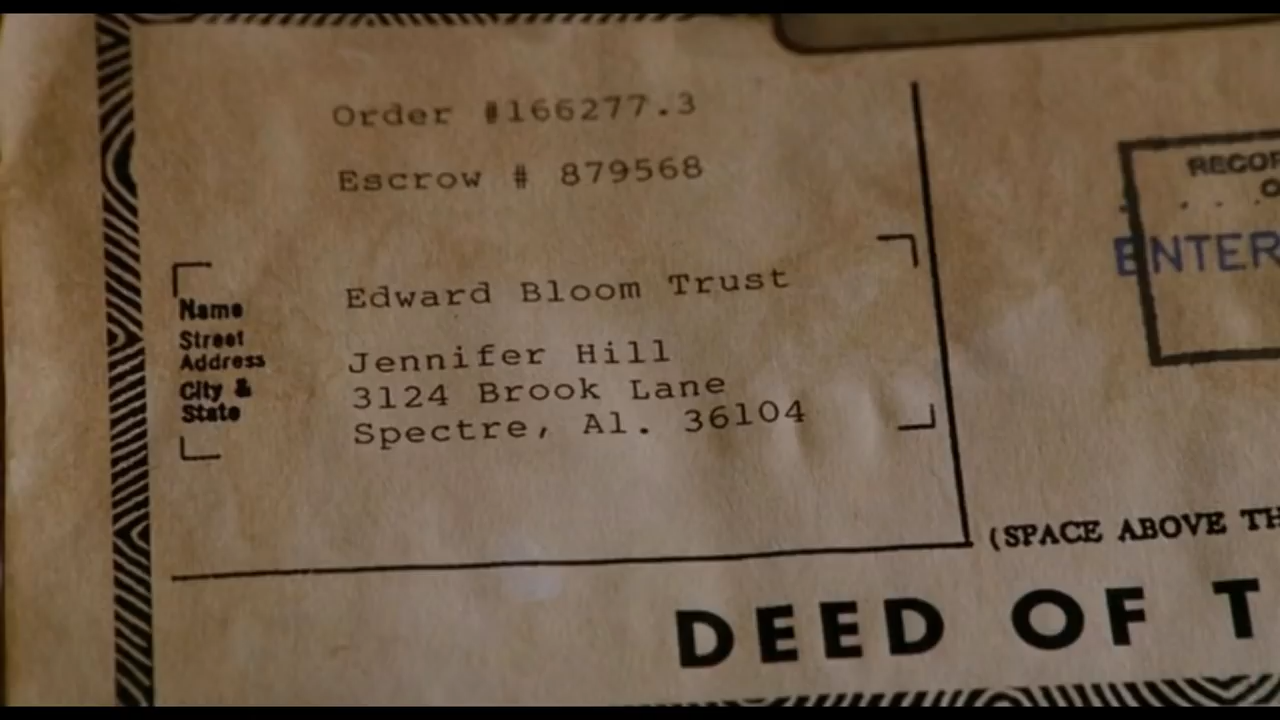 Order #166277.3
Escrow # 879568
Name
Street
Address
City &
State
Edward Bloom Trust
Jennifer Hill
3124 Brook Lane
Spectre, Al. 36104
(SPACE ABOVE
DEED OF